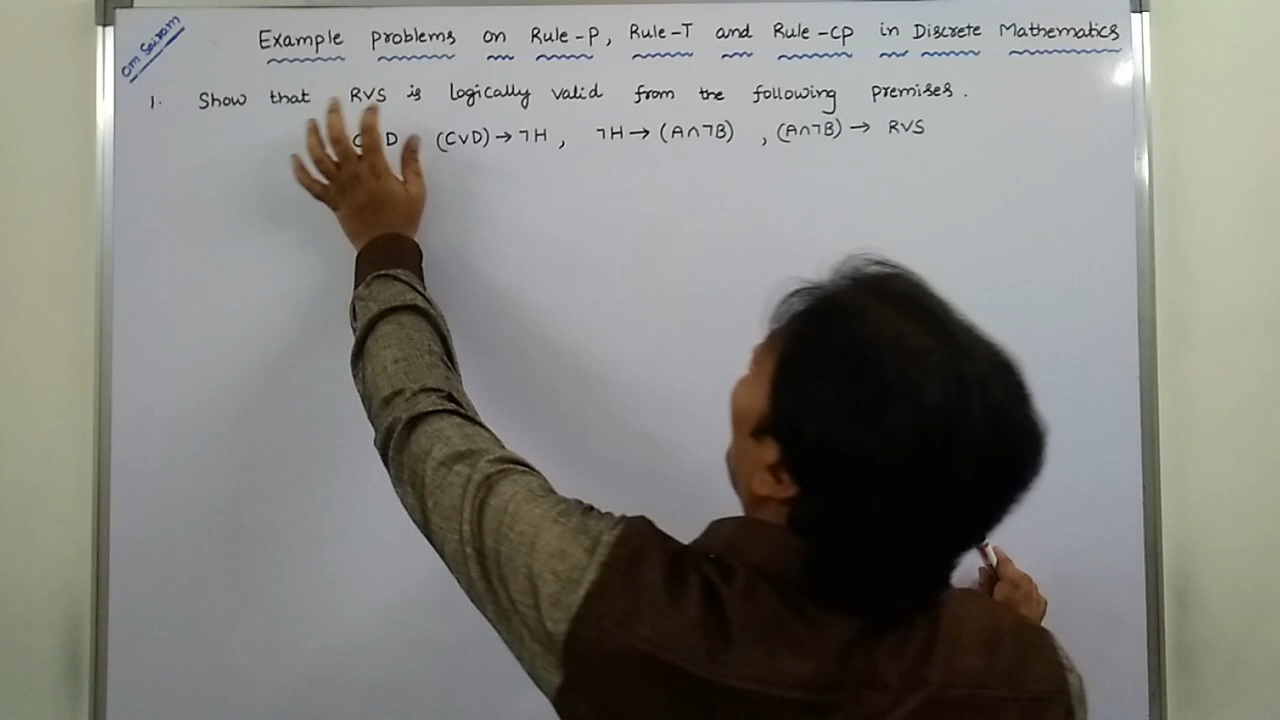 Om Sairam
Example problems on Rule-P, Rule-T and Rule-CP in Discrete Mathematics
1. Show that RVS is logically valid from the following premises.
C D (CVD) → ¬H, ¬H → (A∩¬B) , (A∩¬B) → RVS